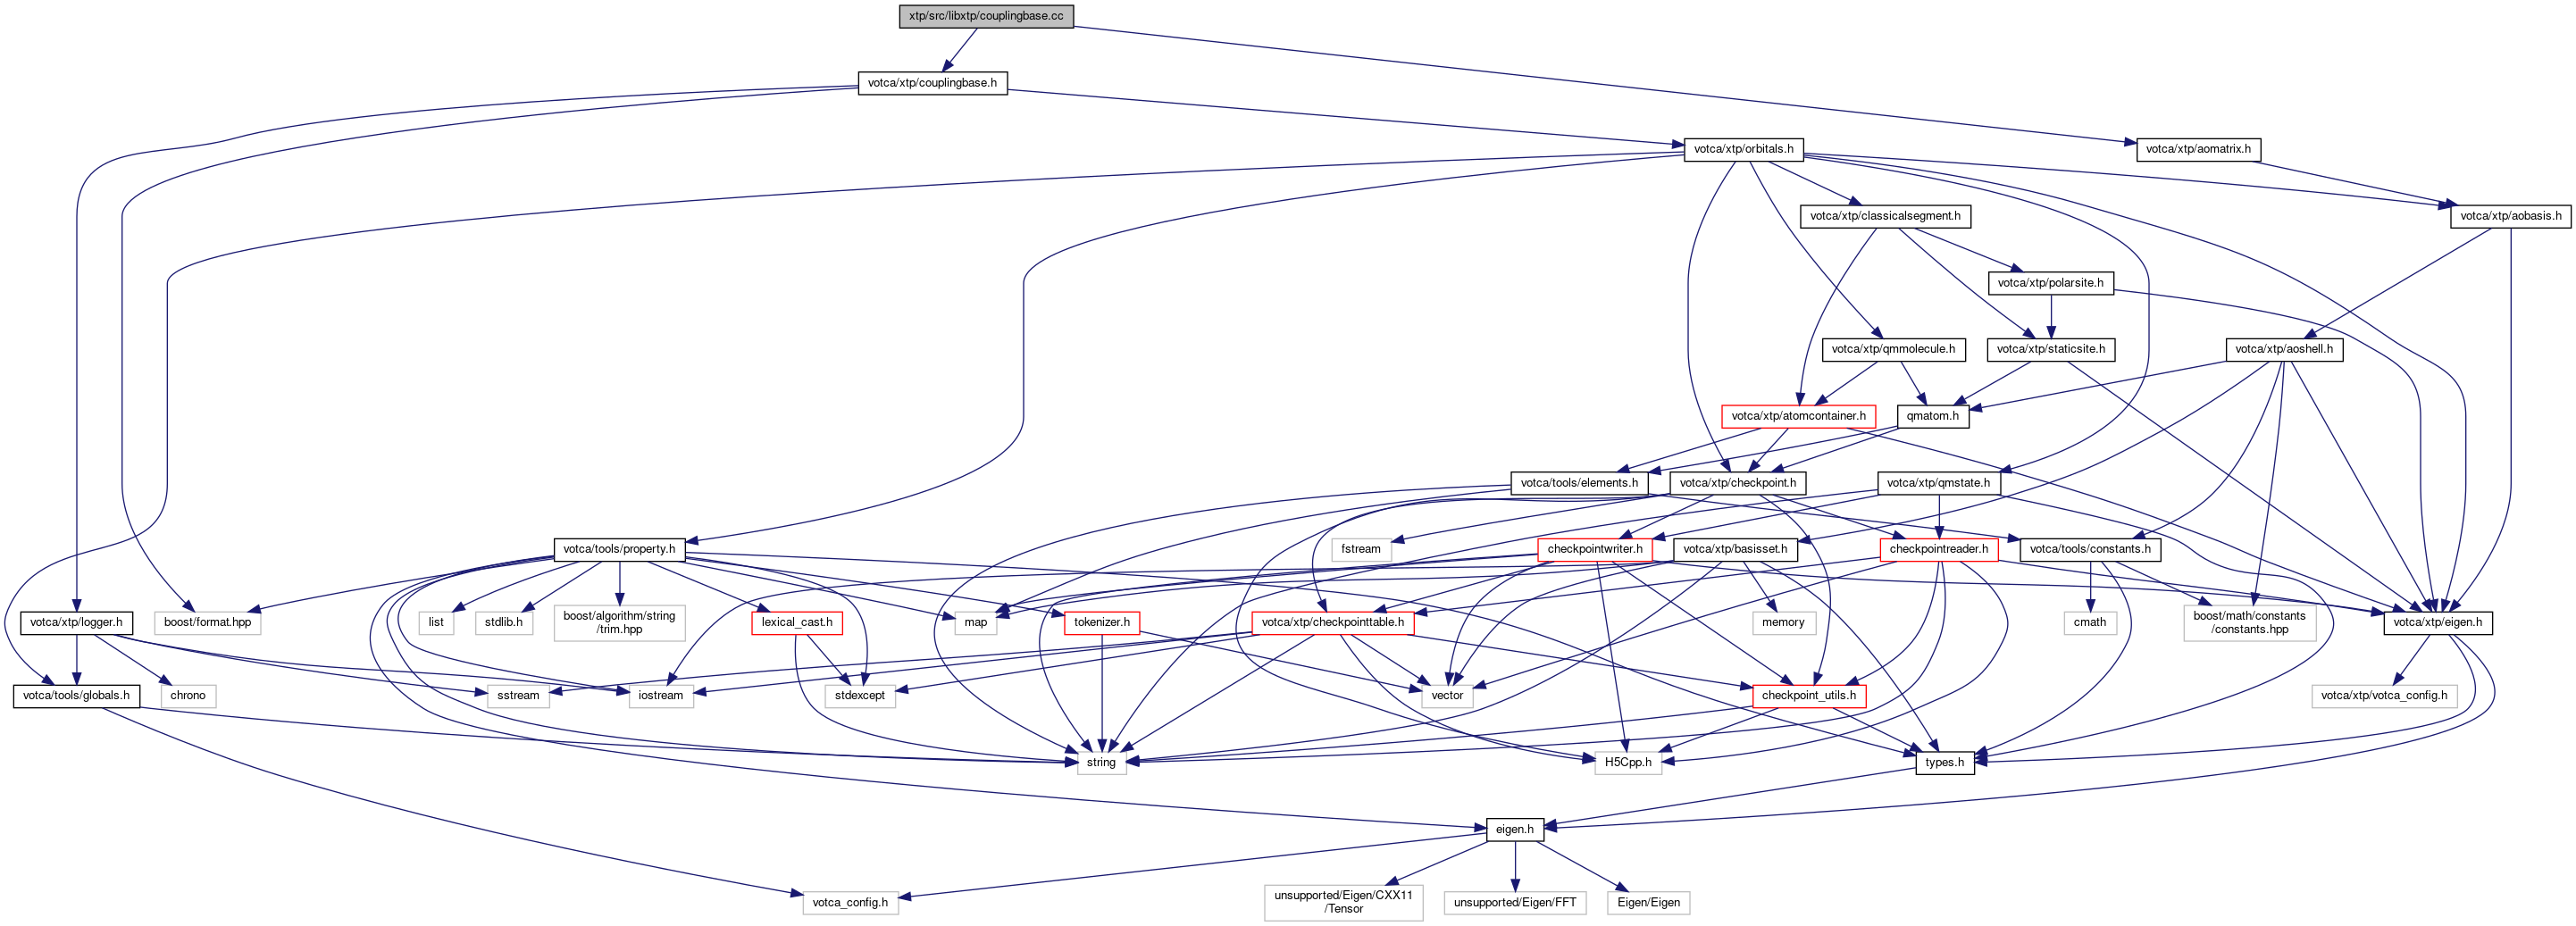 xtp/src/libxtp/couplingbase.cc
votca/xtp/couplingbase.h
votca/xtp/orbitals.h
votca/xtp/aomatrix.h
votca/xtp/classicalsegment.h
votca/xtp/aobasis.h
votca/xtp/polarsite.h
votca/xtp/qmmolecule.h
votca/xtp/staticsite.h
votca/xtp/aoshell.h
votca/xtp/atomcontainer.h
qmatom.h
votca/tools/elements.h
votca/xtp/checkpoint.h
votca/xtp/qmstate.h
votca/tools/property.h
fstream
checkpointwriter.h
votca/xtp/basisset.h
checkpointreader.h
votca/tools/constants.h
votca/xtp/logger.h
boost/format.hpp
list
stdlib.h
boost/algorithm/string
/trim.hpp
lexical_cast.h
map
tokenizer.h
votca/xtp/checkpointtable.h
memory
cmath
boost/math/constants
/constants.hpp
votca/xtp/eigen.h
votca/tools/globals.h
chrono
sstream
iostream
stdexcept
vector
checkpoint_utils.h
votca/xtp/votca_config.h
string
H5Cpp.h
types.h
eigen.h
votca_config.h
unsupported/Eigen/CXX11
/Tensor
unsupported/Eigen/FFT
Eigen/Eigen